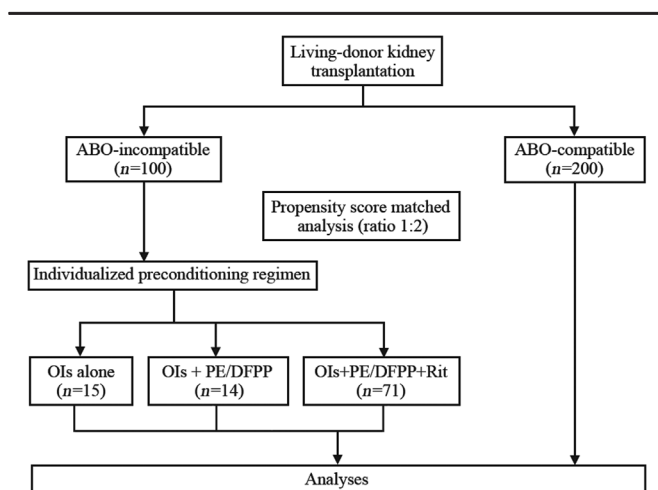 Living-donor kidney
transplantation
ABO-incompatible
(n=100)
ABO-compatible
(n=200)
Propensity score matched
analysis (ratio 1:2)
Individualized preconditioning regimen
OIs alone
(n=15)
OIs + PE/DFPP
(n=14)
OIs+PE/DFPP+Rit
(n=71)
Analyses